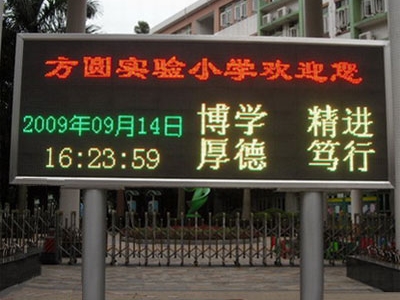 方圆实验小学欢迎您
2009年09月14日 博学 精进
16:23:59 厚德 笃行